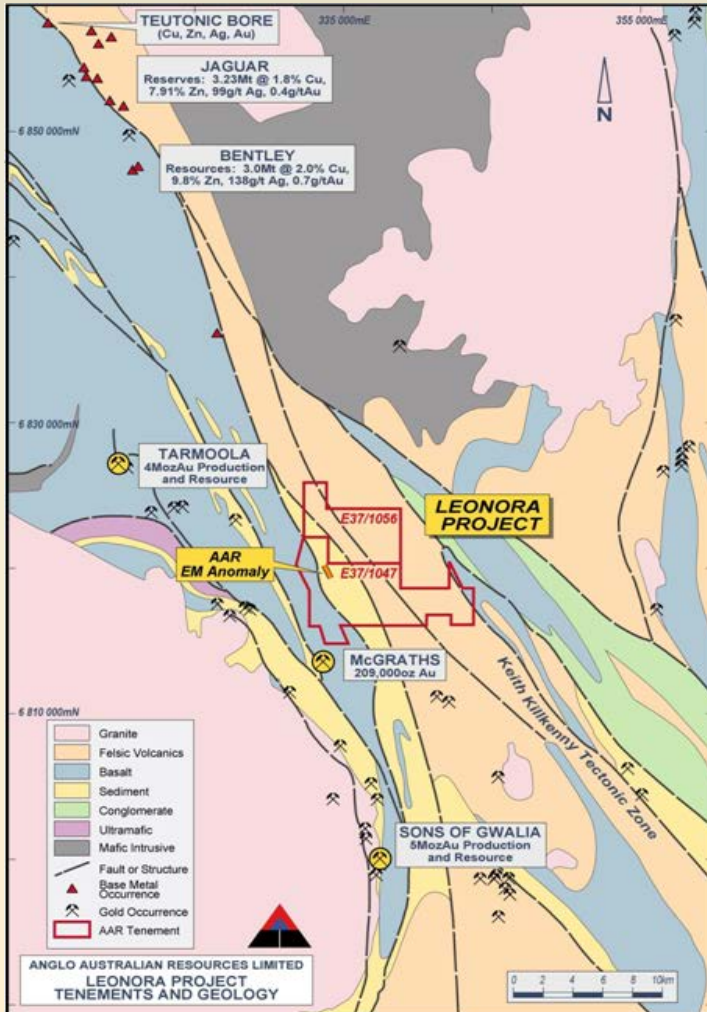 TEUTONIC BORE
(Cu, Zn, Ag, Au)
335 000mE
355 000mE
JAGUAR
Reserves: 3.23Mt @ 1.8% Cu,
7.91% Zn, 99g/t Ag, 0.4g/tAu
N
6 850 000mN
BENTLEY
Resources: 3.0Mt @ 2.0% Cu,
9.8% Zn, 138g/t Ag, 0.7g/tAu
6 830 000mN
TARMOOLA
4MozAu Production
and Resource
E37/1056
LEONORA
PROJECT
AAR
EM Anomaly
E37/1047
McGRATHS
209,000oz Au
Keith Killkenny Tectonic Zone
6 810 000mN
Granite
Felsic Volcanics
Basalt
Sediment
Conglomerate
Ultramafic
Mafic Intrusive
Fault or Structure
Base Metal
Occurrence
Gold Occurrence
AAR Tenement
SONS OF GWALIA
5MozAu Production
and Resource
ANGLO AUSTRALIAN RESOURCES LIMITED
LEONORA PROJECT
TENEMENTS AND GEOLOGY
0 2 4 6 8 10km